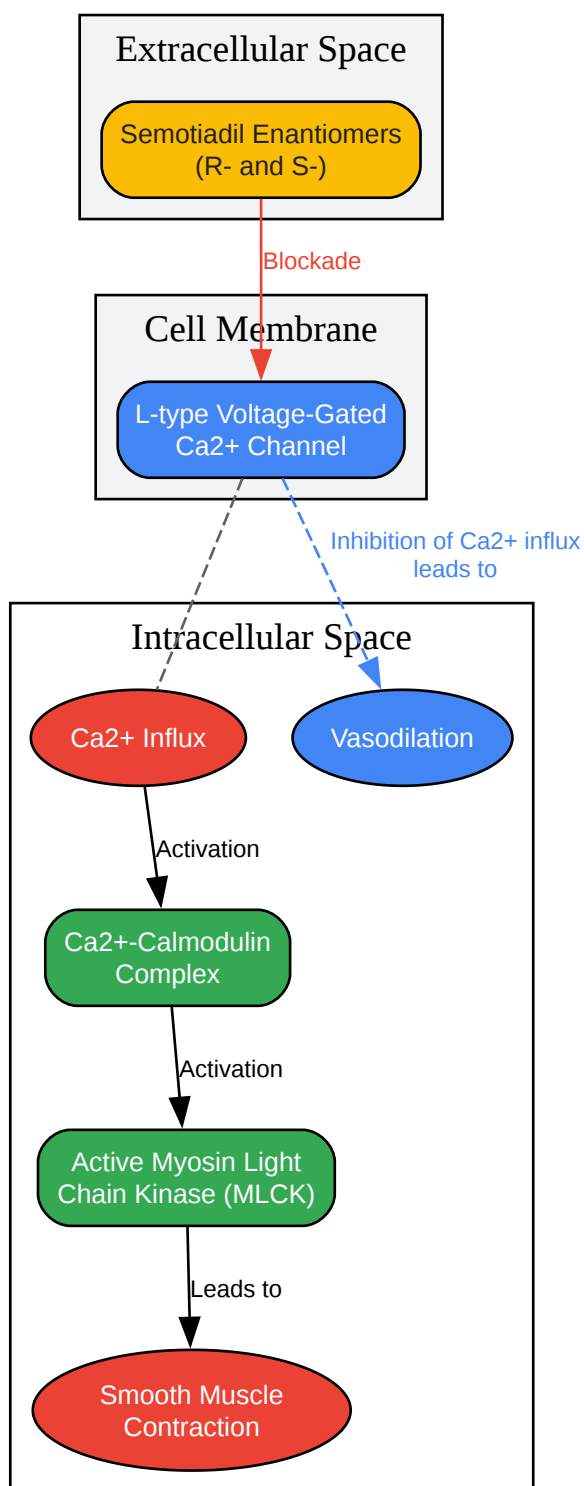 Extracellular Space
Semotiadil Enantiomers
(R- and S-)
Blockade
Cell Membrane
L-type Voltage-Gated
Ca2+ Channel
Inhibition of Ca2+ influx
leads to
Intracellular Space
Ca2+ Influx
Vasodilation
Activation
Ca2+-Calmodulin
Complex
Activation
Active Myosin Light
Chain Kinase (MLCK)
Leads to
Smooth Muscle
Contraction